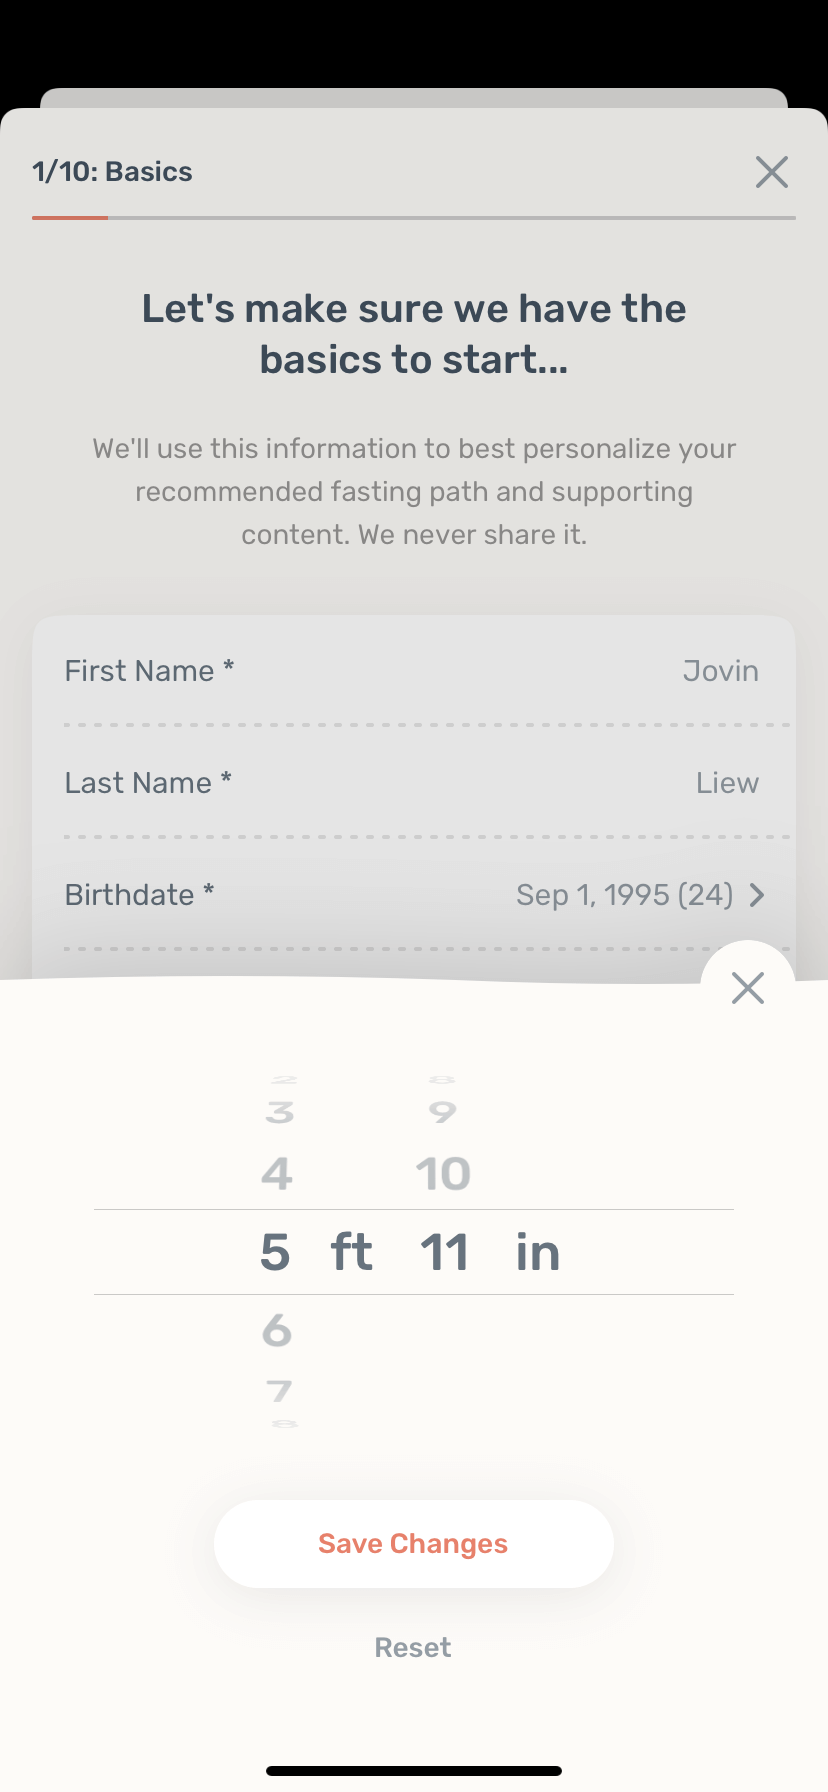 1/10: Basics
Let's make sure we have the
basics to start...
We'll use this information to best personalize your
recommended fasting path and supporting
content. We never share it.
First Name * Jovin
Last Name * Liew
Birthdate * Sep 1, 1995 (24)
2 8
3 9
4 10
5 ft 11 in
6
7
8
Save Changes
Reset